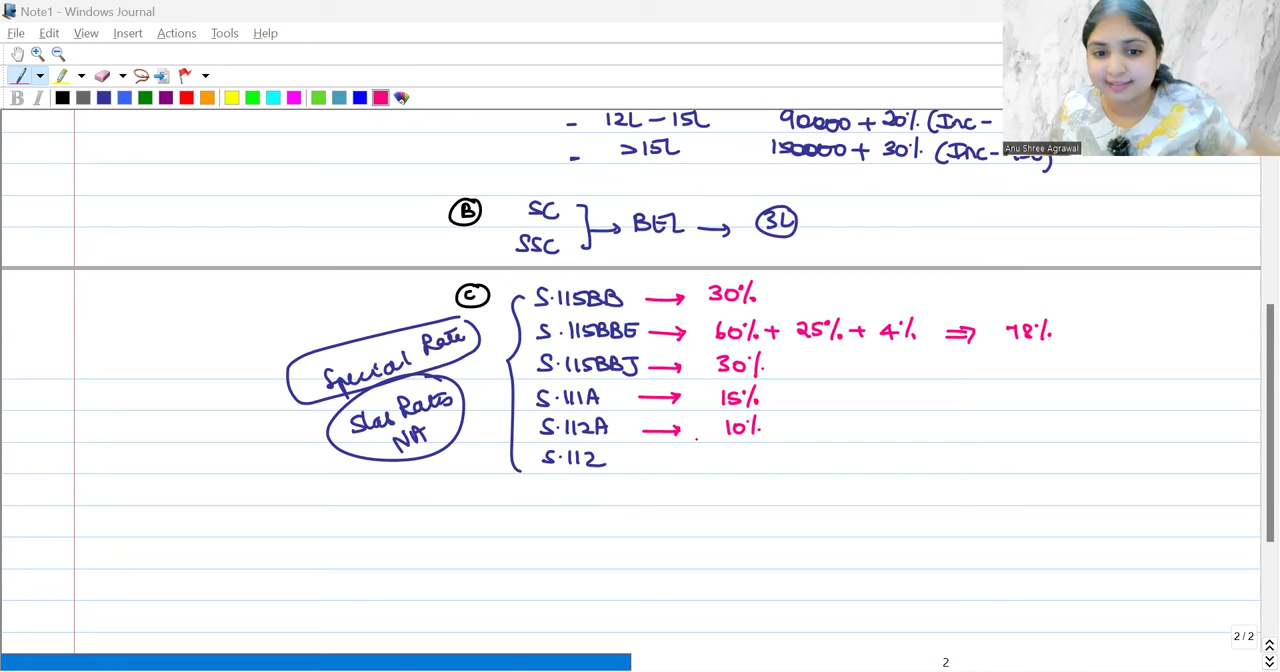 Note1 - Windows Journal
File Edit View Insert Actions Tools Help
B I
- 12L - 15L 90000 + 20% (Inc -
- >15L 150000 + 30% (Inc -
Anu Shree Agrawal
B SC
SSC → BEL → 3L
C S.115BB → 30%
S.115BBE → 60% + 25% + 4% ⇒ 78%
S.115BBJ → 30%
S.111A → 15%
S.112A → 10%
S.112
Special Rate
Slab Rates
NA
2/2
2